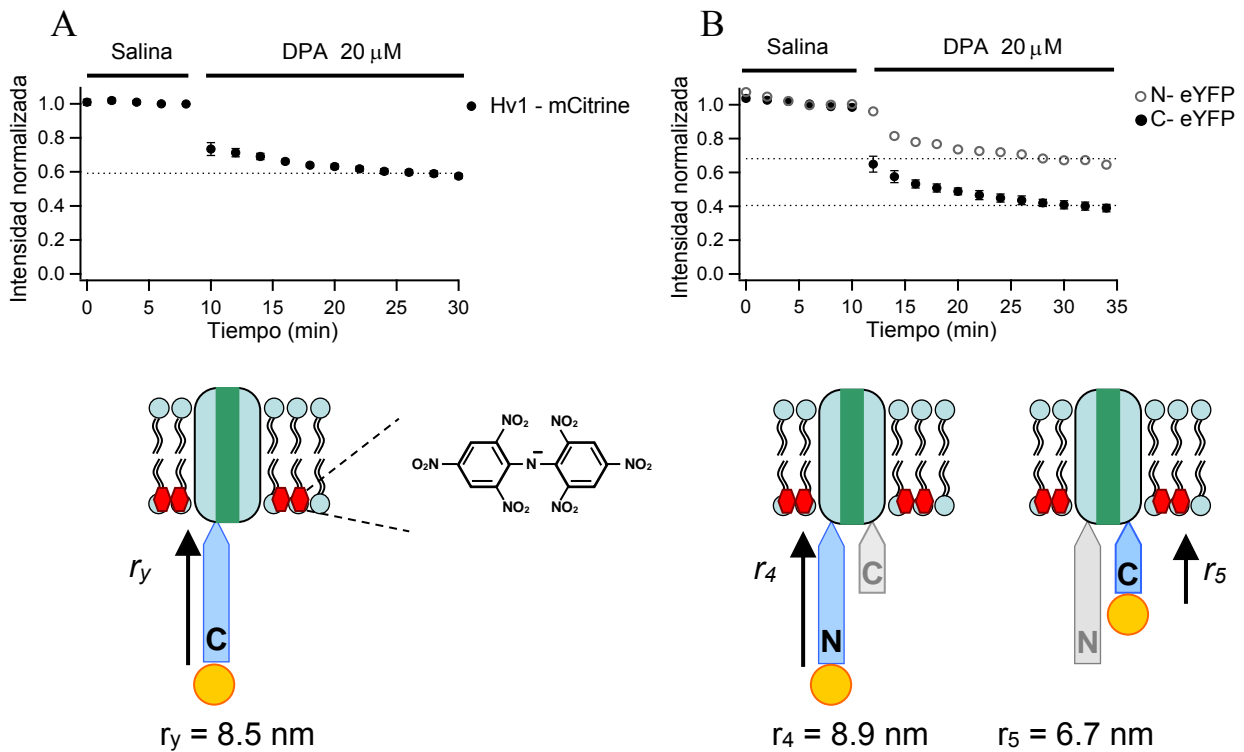 A
Salina
DPA 20 μM
Intensidad normalizada
1.0
0.8
0.6
0.4
0.2
0.0
0
5
10
15
20
25
30
Tiempo (min)
Hv1 - mCitrine
B
Salina
DPA 20 μM
Intensidad normalizada
1.0
0.8
0.6
0.4
0.2
0.0
0
5
10
15
20
25
30
35
Tiempo (min)
N- eYFP
C- eYFP
ry
C
NO2
NO2
O2N
N
–
NO2
NO2
NO2
ry = 8.5 nm
r4
N
C
r4 = 8.9 nm
N
C
r5
r5 = 6.7 nm